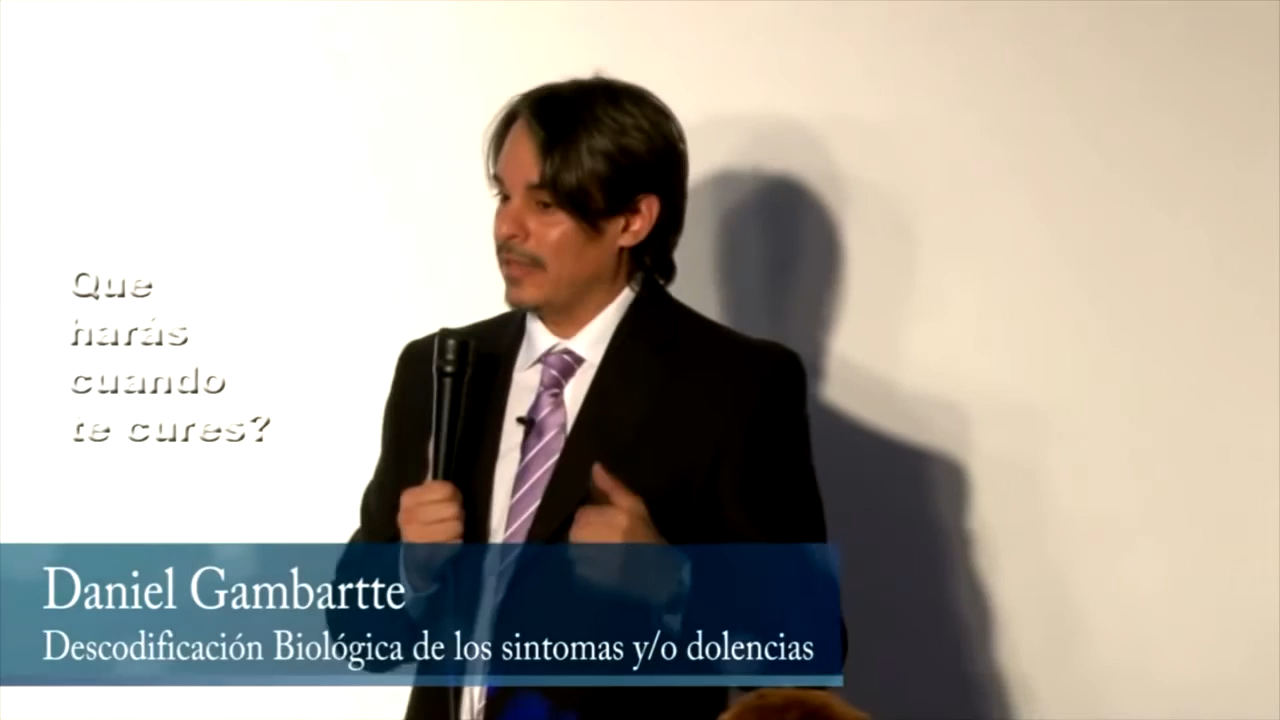 Que
harás
cuando
te cures?
Daniel Gambartte
Descodificación Biológica de los sintomas y/o dolencias